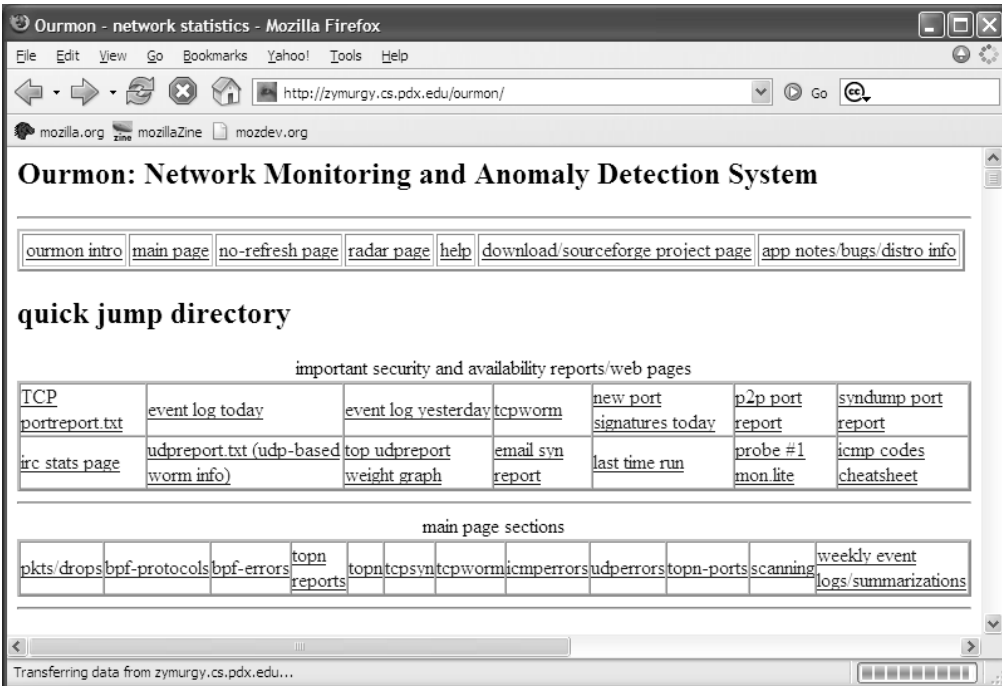 Ourmon - network statistics - Mozilla Firefox
File Edit View Go Bookmarks Yahoo! Tools Help
http://zymurgy.cs.pdx.edu/ourmon/ Go
mozilla.org mozillaZine mozdev.org
Ourmon: Network Monitoring and Anomaly Detection System
ourmon intro main page no-refresh page radar page help download/sourceforge project page app notes/bugs/distro info
quick jump directory
important security and availability reports/web pages
TCP portreport.txt event log today event log yesterday tcpworm new port signatures today p2p port report syndump port report
irc stats page udpreport.txt (udp-based worm info) top udpreport weight graph email syn report last time run probe #1 mon.lite icmp codes cheatsheet
main page sections
pkts/drops bpf-protocols bpf-errors topn reports topn tcpsyn tcpworm icmperrors udperrors topn-ports scanning weekly event logs/summarizations
Transferring data from zymurgy.cs.pdx.edu...